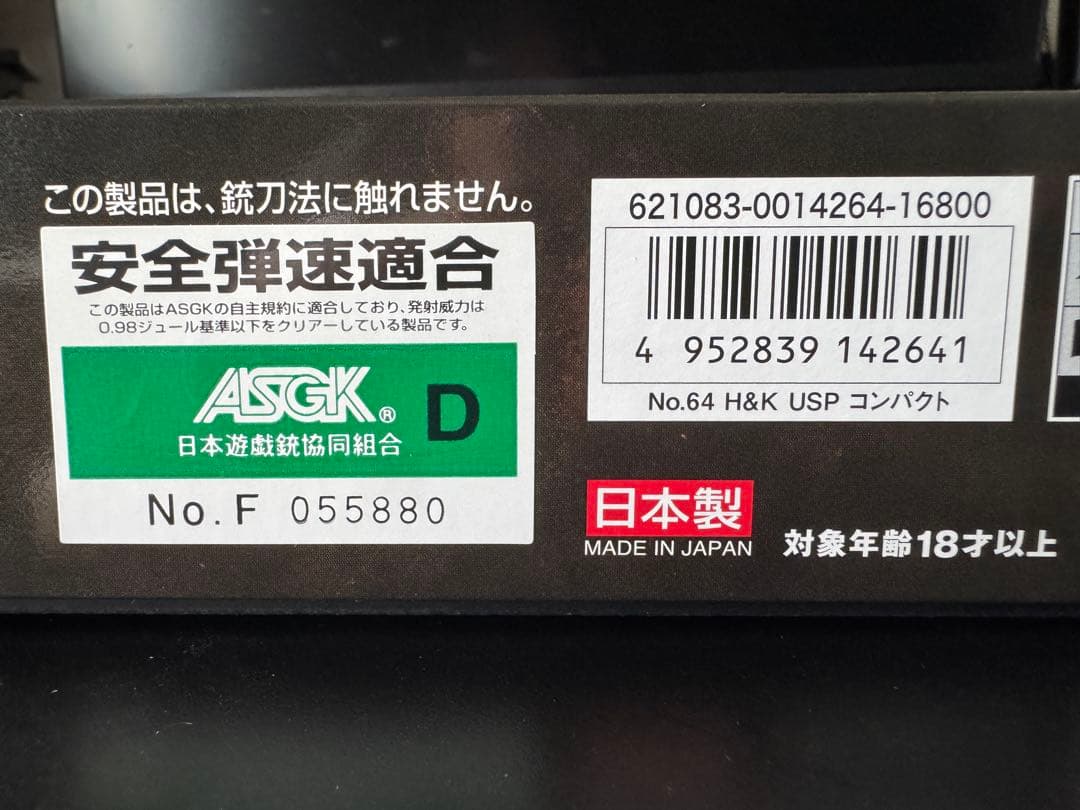 この製品は、銃刀法に触れません。
安全弾速適合
この製品はASGKの自主規約に適合しており、発射威力は
0.98ジュール基準以下をクリアーしている製品です。
ASGK® D
日本遊戯銃協同組合
No.F 055880
621083-0014264-16800
4 952839 142641
No.64 H&K USP コンパクト
日本製
MADE IN JAPAN
対象年齢18才以上